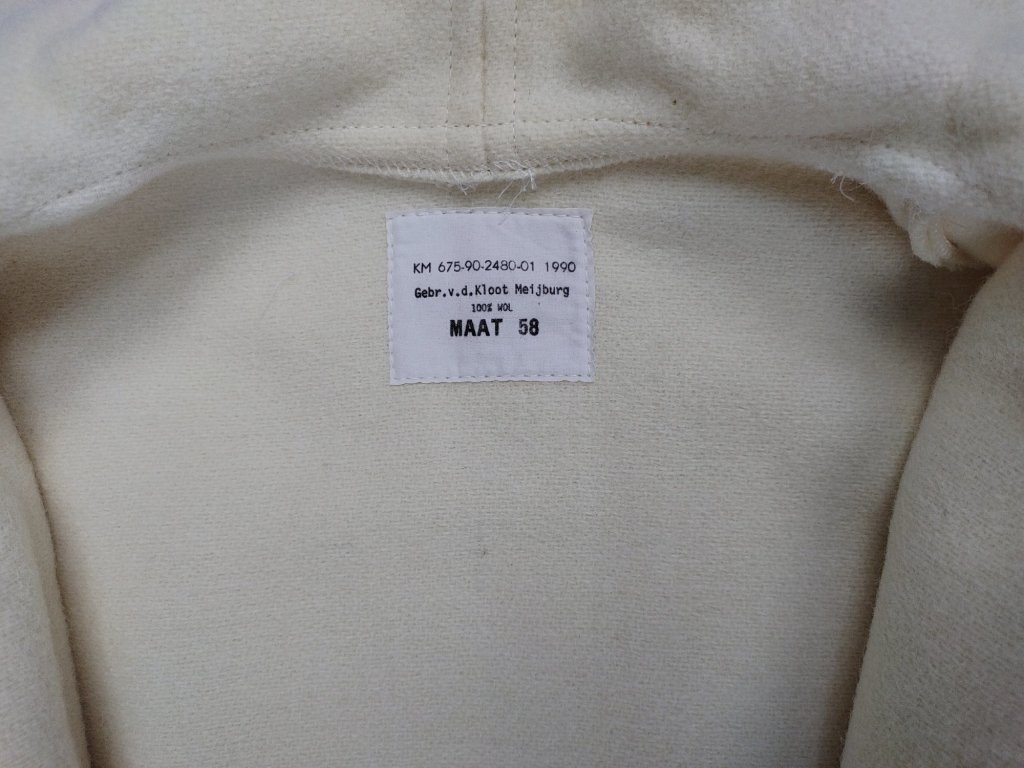 KM 675-90-2480-01 1990
Gebr.v.d.Kloot Meijburg
100% WOL
MAAT 58